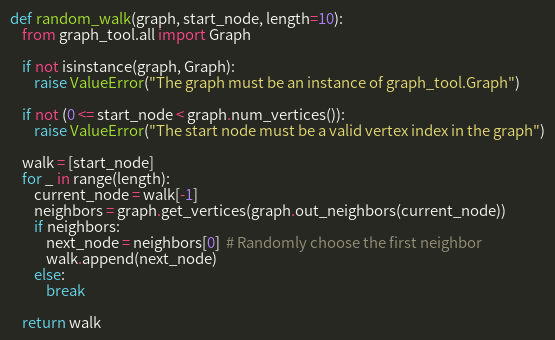 def random_walk(graph, start_node, length=10):
    from graph_tool.all import Graph

    if not isinstance(graph, Graph):
        raise ValueError("The graph must be an instance of graph_tool.Graph")

    if not (0 <= start_node < graph.num_vertices()):
        raise ValueError("The start node must be a valid vertex index in the graph")

    walk = [start_node]
    for _ in range(length):
        current_node = walk[-1]
        neighbors = graph.get_vertices(graph.out_neighbors(current_node))
        if neighbors:
            next_node = neighbors[0]  # Randomly choose the first neighbor
            walk.append(next_node)
        else:
            break

    return walk